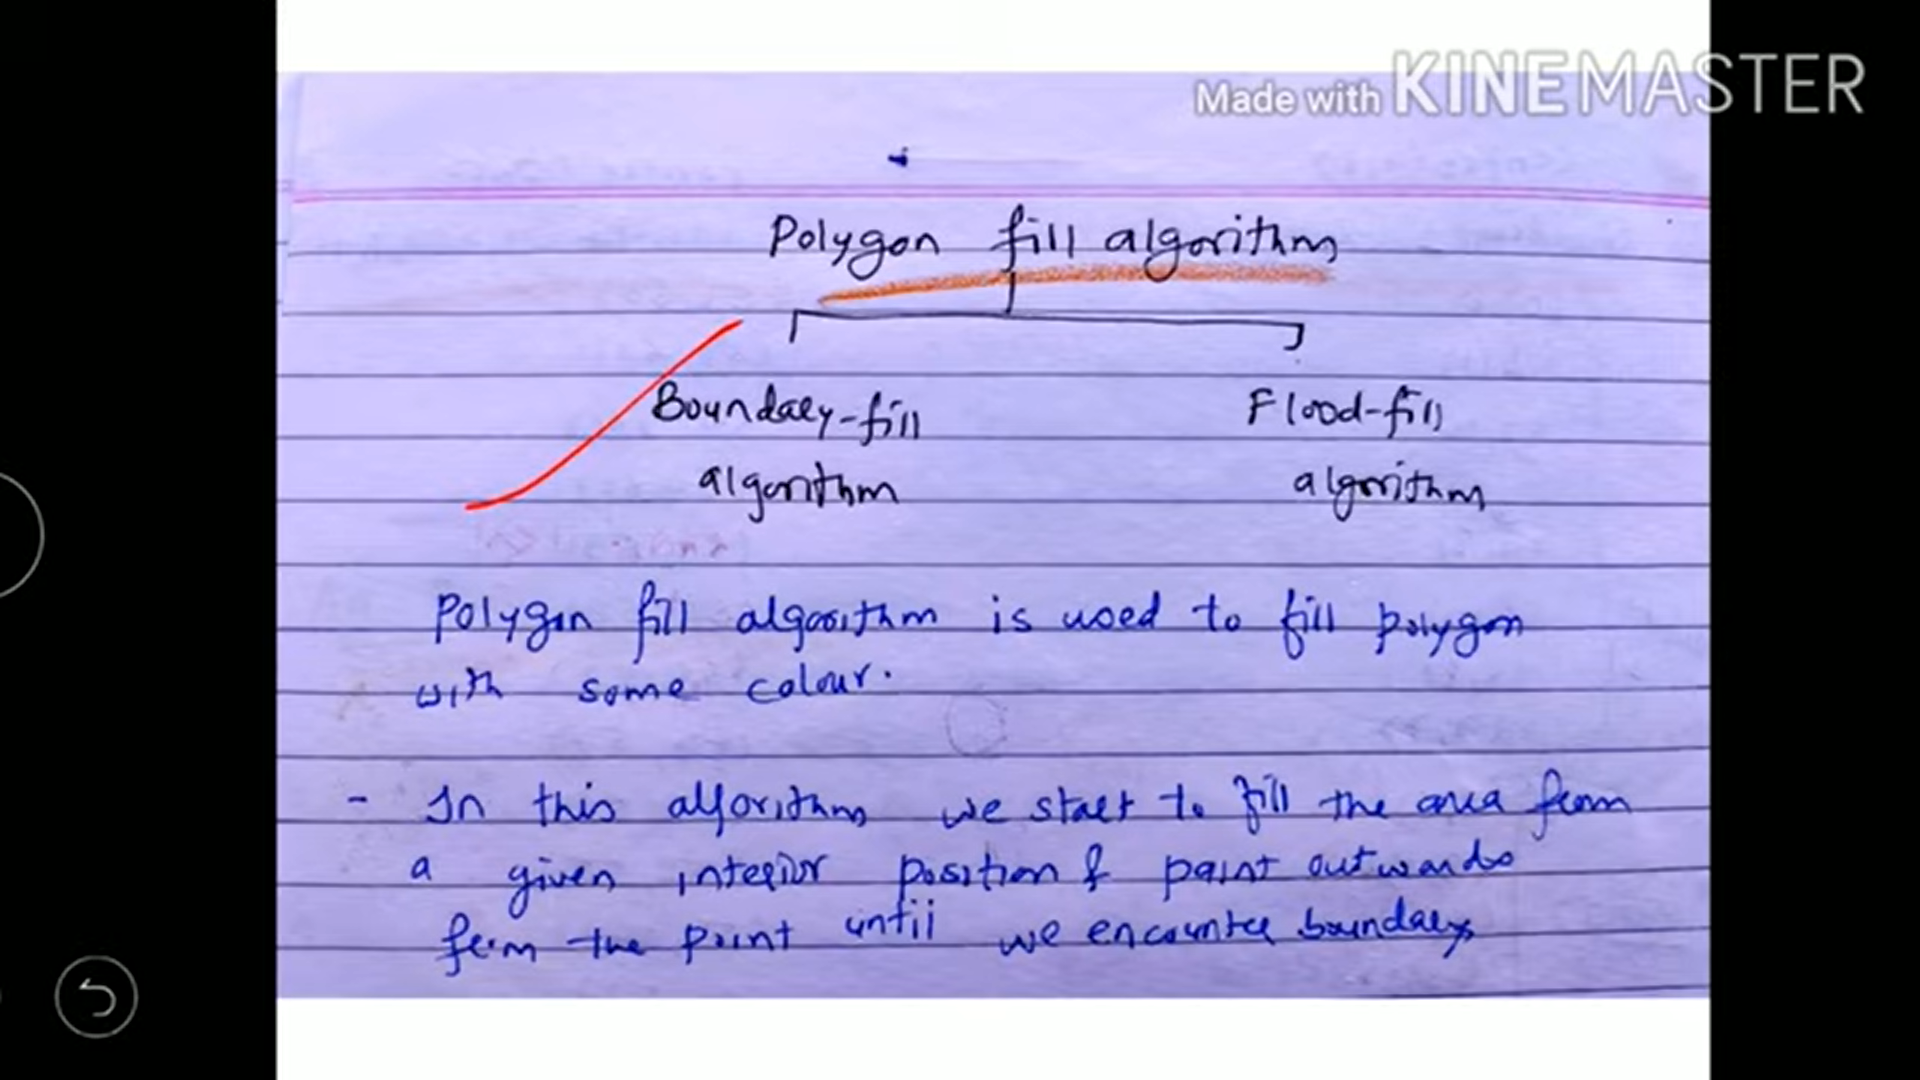 Made with KINEMASTER
Polygon fill algorithm
Boundary-fill Flood-fill
algorithm algorithm
Polygon fill algorithm is used to fill polygon
with some colour.
- In this algorithm we start to fill the area from
a given interior position & paint outwards
from the point until we encounter boundary